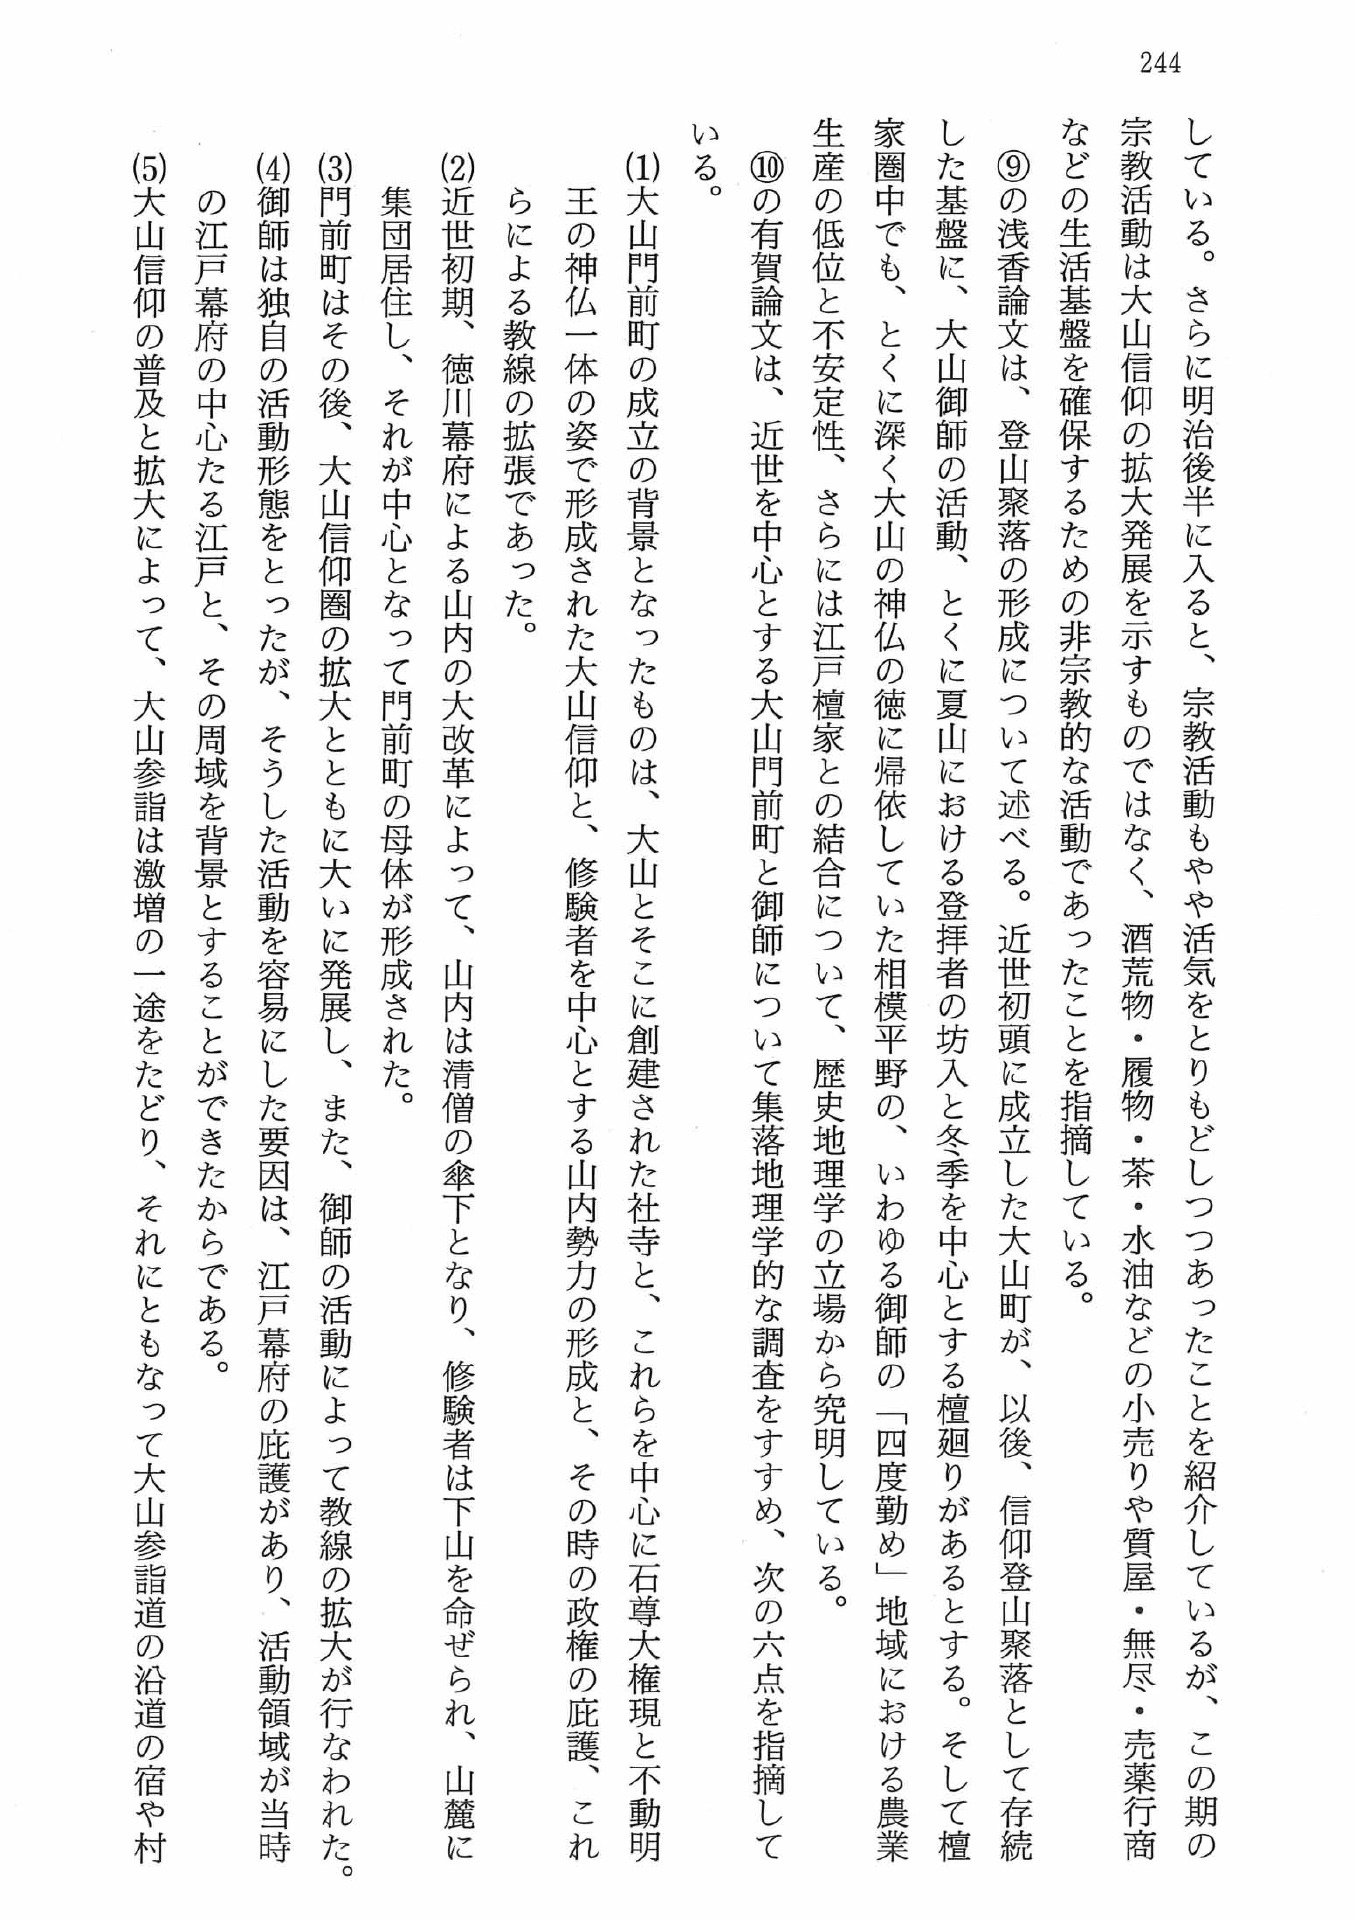 244
している。さらに明治後半に入ると、宗教活動もやや活気をとりもどしつつあったことを紹介しているが、この期の
宗教活動は大山信仰の拡大発展を示すものではなく、酒荒物・履物・茶・水油などの小売りや質屋・無尽・売薬行商
などの生活基盤を確保するための非宗教的な活動であったことを指摘している。
⑨の浅香論文は、登山聚落の形成について述べる。近世初頭に成立した大山町が、以後、信仰登山聚落として存続
した基盤に、大山御師の活動、とくに夏山における登拝者の坊入と冬季を中心とする檀廻りがあるとする。そして檀
家圏中でも、とくに深く大山の神仏の徳に帰依していた相模平野の、いわゆる御師の「四度勤め」地域における農業
生産の低位と不安定性、さらには江戸檀家との結合について、歴史地理学の立場から究明している。
⑩の有賀論文は、近世を中心とする大山門前町と御師について集落地理学的な調査をすすめ、次の六点を指摘して
いる。
(1)大山門前町の成立の背景となったものは、大山とそこに創建された社寺と、これらを中心に石尊大権現と不動明
王の神仏一体の姿で形成された大山信仰と、修験者を中心とする山内勢力の形成と、その時の政権の庇護、これ
らによる教線の拡張であった。
(2)近世初期、徳川幕府による山内の大改革によって、山内は清僧の傘下となり、修験者は下山を命ぜられ、山麓に
集団居住し、それが中心となって門前町の母体が形成された。
(3)門前町はその後、大山信仰圏の拡大とともに大いに発展し、また、御師の活動によって教線の拡大が行なわれた。
(4)御師は独自の活動形態をとったが、そうした活動を容易にした要因は、江戸幕府の庇護があり、活動領域が当時
の江戸幕府の中心たる江戸と、その周域を背景とすることができたからである。
(5)大山信仰の普及と拡大によって、大山参詣は激増の一途をたどり、それにともなって大山参詣道の沿道の宿や村